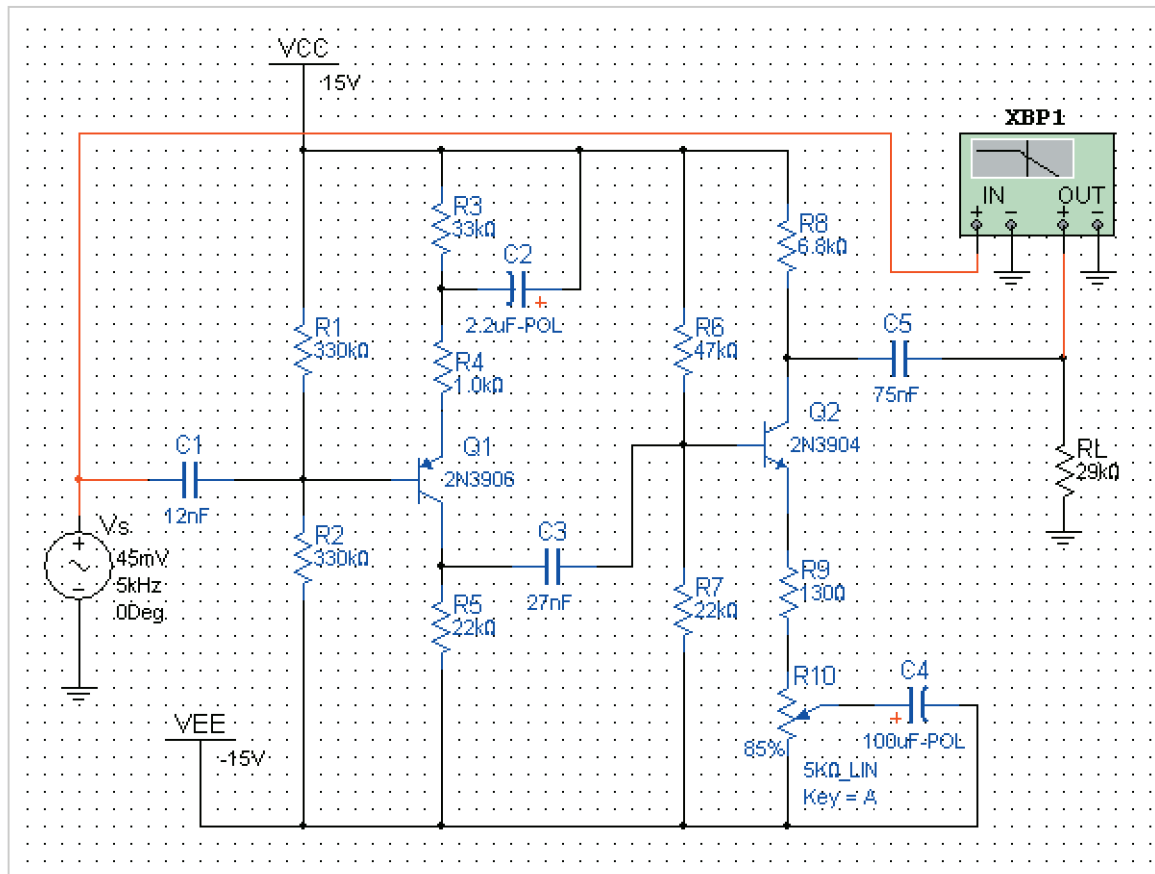 VCC
15V
XBP1
IN
OUT
+
-
+
-
R3
33kΩ
C2
+
2.2uF-POL
R8
6.8kΩ
R1
330kΩ
R4
1.0kΩ
R6
47kΩ
C5
75nF
Q2
2N3904
C1
12nF
Q1
2N3906
RL
29kΩ
Vs
45mV
5kHz
0Deg
+
-
R2
330kΩ
C3
27nF
R5
22kΩ
R7
22kΩ
R9
130Ω
R10
85%
5KΩ_LIN
Key = A
C4
+
100uF-POL
VEE
-15V